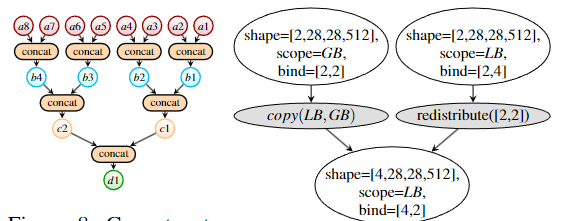 a8 a7 a6 a5 a4 a3 a2 a1
concat concat concat concat
b4 b3 b2 b1
concat concat
c2 c1
concat
d1
shape=[2,28,28,512],
scope=GB,
bind=[2,2]
shape=[2,28,28,512],
scope=LB,
bind=[2,4]
copy(LB,GB)
redistribute([2,2])
shape=[4,28,28,512],
scope=LB,
bind=[4,2]